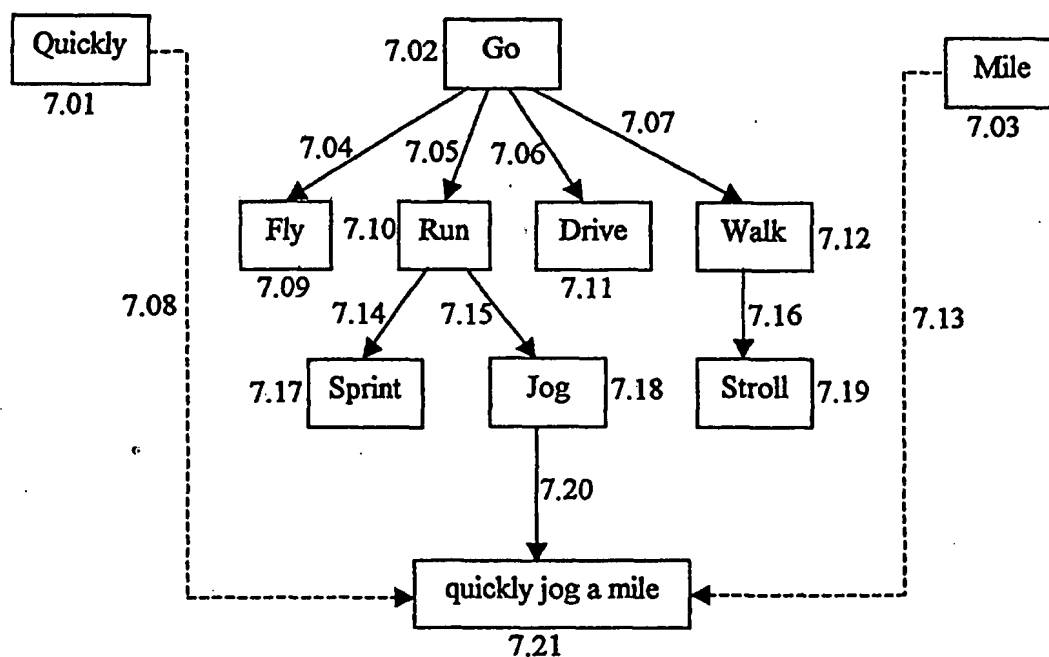 Quickly
7.01
7.02
Go
Mile
7.03
7.04
7.05
7.06
7.07
Fly
7.09
7.10
Run
Drive
7.11
Walk
7.12
7.08
7.14
7.15
7.16
7.13
7.17
Sprint
Jog
7.18
Stroll
7.19
7.20
quickly jog a mile
7.21